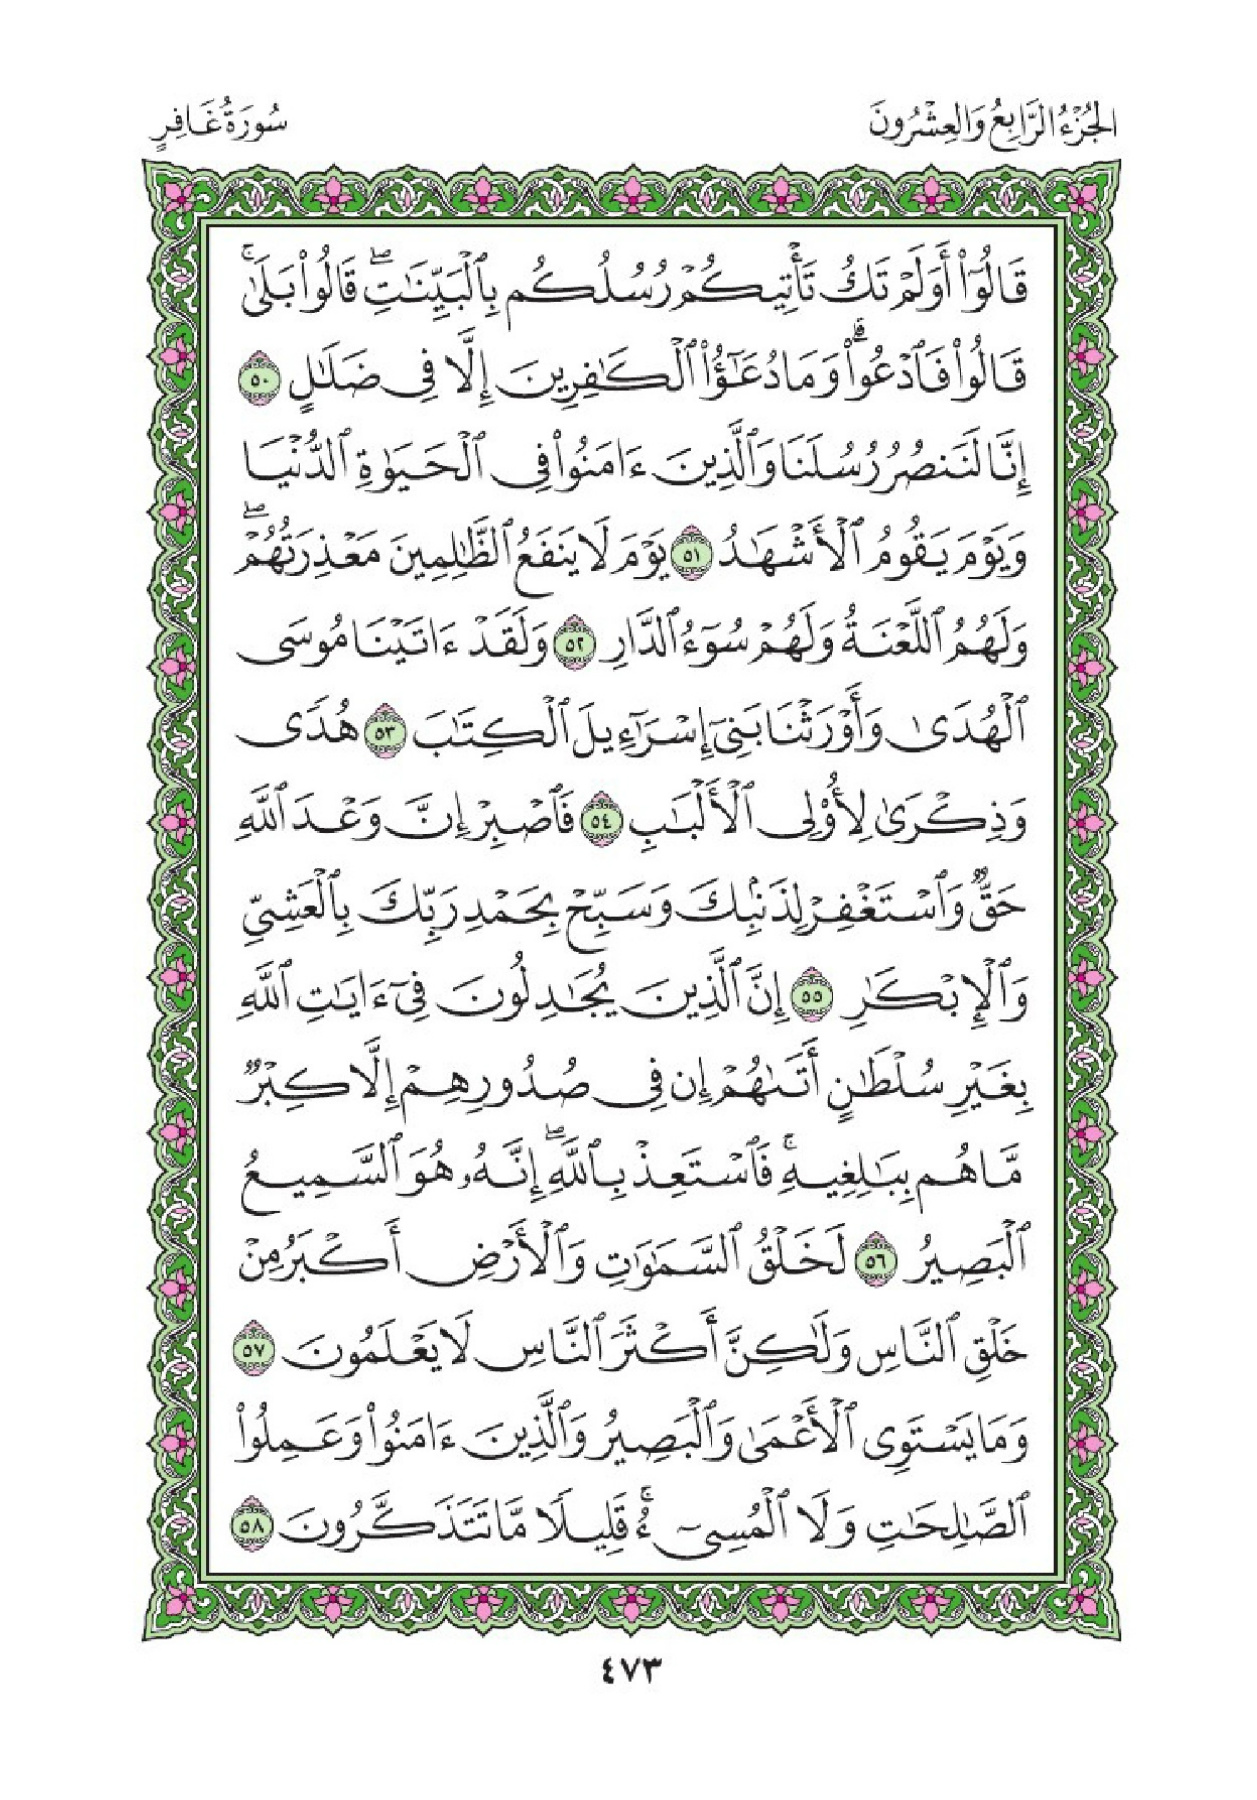 الجُزْءُ الرَّابِعُ وَالعِشْرُونَ
سُورَةُ غَافِرٍ
قَالُوٓاْ أَوَلَمْ تَكُ تَأْتِيكُمْ رُسُلُكُم بِٱلْبَيِّنَٰتِۖ قَالُواْ بَلَىٰۚ
قَالُواْ فَٱدْعُواْۗ وَمَا دُعَٰٓؤُاْ ٱلْكَٰفِرِينَ إِلَّا فِى ضَلَٰلٍ ٥٠
إِنَّا لَنَنصُرُ رُسُلَنَا وَٱلَّذِينَ ءَامَنُواْ فِى ٱلْحَيَوٰةِ ٱلدُّنْيَا
وَيَوْمَ يَقُومُ ٱلْأَشْهَٰدُ ٥١ يَوْمَ لَا يَنفَعُ ٱلظَّٰلِمِينَ مَعْذِرَتُهُمْۖ
وَلَهُمُ ٱللَّعْنَةُ وَلَهُمْ سُوٓءُ ٱلدَّارِ ٥٢ وَلَقَدْ ءَاتَيْنَا مُوسَى
ٱلْهُدَىٰ وَأَوْرَثْنَا بَنِىٓ إِسْرَٰٓءِيلَ ٱلْكِتَٰبَ ٥٣ هُدًى
وَذِكْرَىٰ لِأُوْلِى ٱلْأَلْبَٰبِ ٥٤ فَٱصْبِرْ إِنَّ وَعْدَ ٱللَّهِ
حَقٌّ وَٱسْتَغْفِرْ لِذَنۢبِكَ وَسَبِّحْ بِحَمْدِ رَبِّكَ بِٱلْعَشِىِّ
وَٱلْإِبْكَٰرِ ٥٥ إِنَّ ٱلَّذِينَ يُجَٰدِلُونَ فِىٓ ءَايَٰتِ ٱللَّهِ
بِغَيْرِ سُلْطَٰنٍ أَتَىٰهُمْ إِن فِى صُدُورِهِمْ إِلَّا كِبْرٌ
مَّا هُم بِبَٰلِغِيهِۚ فَٱسْتَعِذْ بِٱللَّهِۖ إِنَّهُۥ هُوَ ٱلسَّمِيعُ
ٱلْبَصِيرُ ٥٦ لَخَلْقُ ٱلسَّمَٰوَٰتِ وَٱلْأَرْضِ أَكْبَرُ مِنْ
خَلْقِ ٱلنَّاسِ وَلَٰكِنَّ أَكْثَرَ ٱلنَّاسِ لَا يَعْلَمُونَ ٥٧
وَمَا يَسْتَوِى ٱلْأَعْمَىٰ وَٱلْبَصِيرُ وَٱلَّذِينَ ءَامَنُواْ وَعَمِلُواْ
ٱلصَّٰلِحَٰتِ وَلَا ٱلْمُسِىٓءُۚ قَلِيلًا مَّا تَتَذَكَّرُونَ ٥٨
٤٧٣